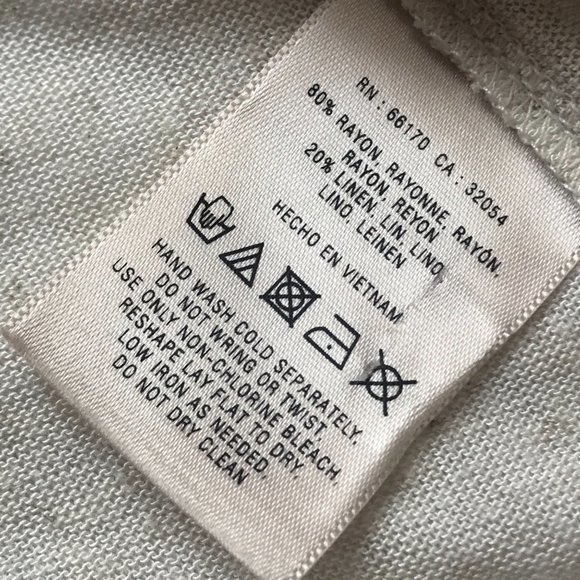 RN : 66170 CA : 32054
80% RAYON, RAYONNE, RAYÓN,
RAYON, REYON
20% LINEN, LIN, LINO,
LINO, LEINEN
HECHO EN VIETNAM
HAND WASH COLD SEPARATELY,
DO NOT WRING OR TWIST,
USE ONLY NON-CHLORINE BLEACH,
RESHAPE LAY FLAT TO DRY,
LOW IRON AS NEEDED,
DO NOT DRY CLEAN